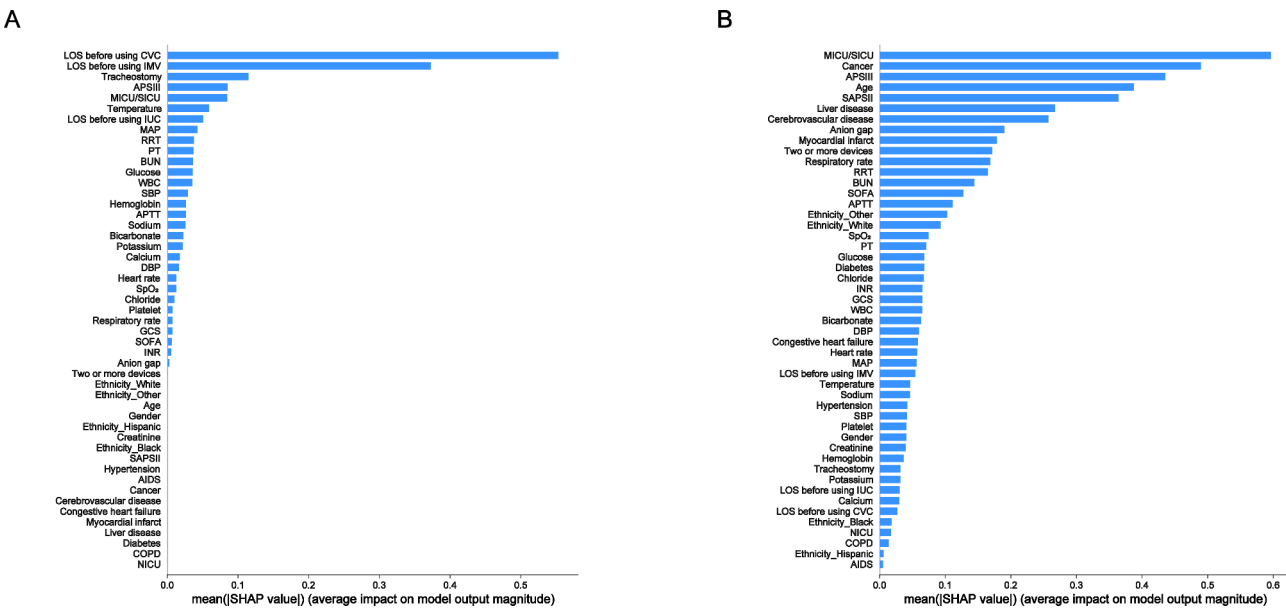 A
LOS before using CVC
LOS before using IMV
Tracheostomy
APSIII
MICU/SICU
Temperature
LOS before using IUC
MAP
RRT
PT
BUN
Glucose
WBC
SBP
Hemoglobin
APTT
Sodium
Bicarbonate
Potassium
Calcium
DBP
Heart rate
SpO₂
Chloride
Platelet
Respiratory rate
GCS
SOFA
INR
Anion gap
Two or more devices
Ethnicity_White
Ethnicity_Other
Age
Gender
Ethnicity_Hispanic
Creatinine
Ethnicity_Black
SAPSII
Hypertension
AIDS
Cancer
Cerebrovascular disease
Congestive heart failure
Myocardial infarct
Liver disease
Diabetes
COPD
NICU
0.0 0.1 0.2 0.3 0.4 0.5
mean(|SHAP value|) (average impact on model output magnitude)
B
MICU/SICU
Cancer
APSIII
Age
SAPSII
Liver disease
Cerebrovascular disease
Anion gap
Myocardial infarct
Two or more devices
Respiratory rate
RRT
BUN
SOFA
APTT
Ethnicity_Other
Ethnicity_White
SpO₂
PT
Glucose
Diabetes
Chloride
INR
GCS
WBC
Bicarbonate
DBP
Congestive heart failure
Heart rate
MAP
LOS before using IMV
Temperature
Sodium
Hypertension
SBP
Platelet
Gender
Creatinine
Hemoglobin
Tracheostomy
Potassium
LOS before using IUC
Calcium
LOS before using CVC
Ethnicity_Black
NICU
COPD
Ethnicity_Hispanic
AIDS
0.0 0.1 0.2 0.3 0.4 0.5 0.6
mean(|SHAP value|) (average impact on model output magnitude)